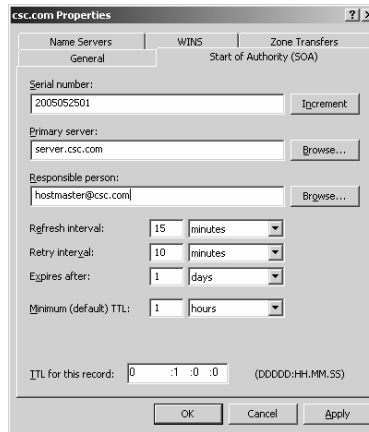 csc.com Properties
Name Servers WINS Zone Transfers
General Start of Authority (SOA)
Serial number:
2005052501 Increment
Primary server:
server.csc.com Browse...
Responsible person:
hostmaster@csc.com Browse...
Refresh interval: 15 minutes
Retry interval: 10 minutes
Expires after: 1 days
Minimum (default) TTL: 1 hours
TTL for this record: 0 :1 :0 :0 (DDDDD:HH.MM.SS)
OK Cancel Apply